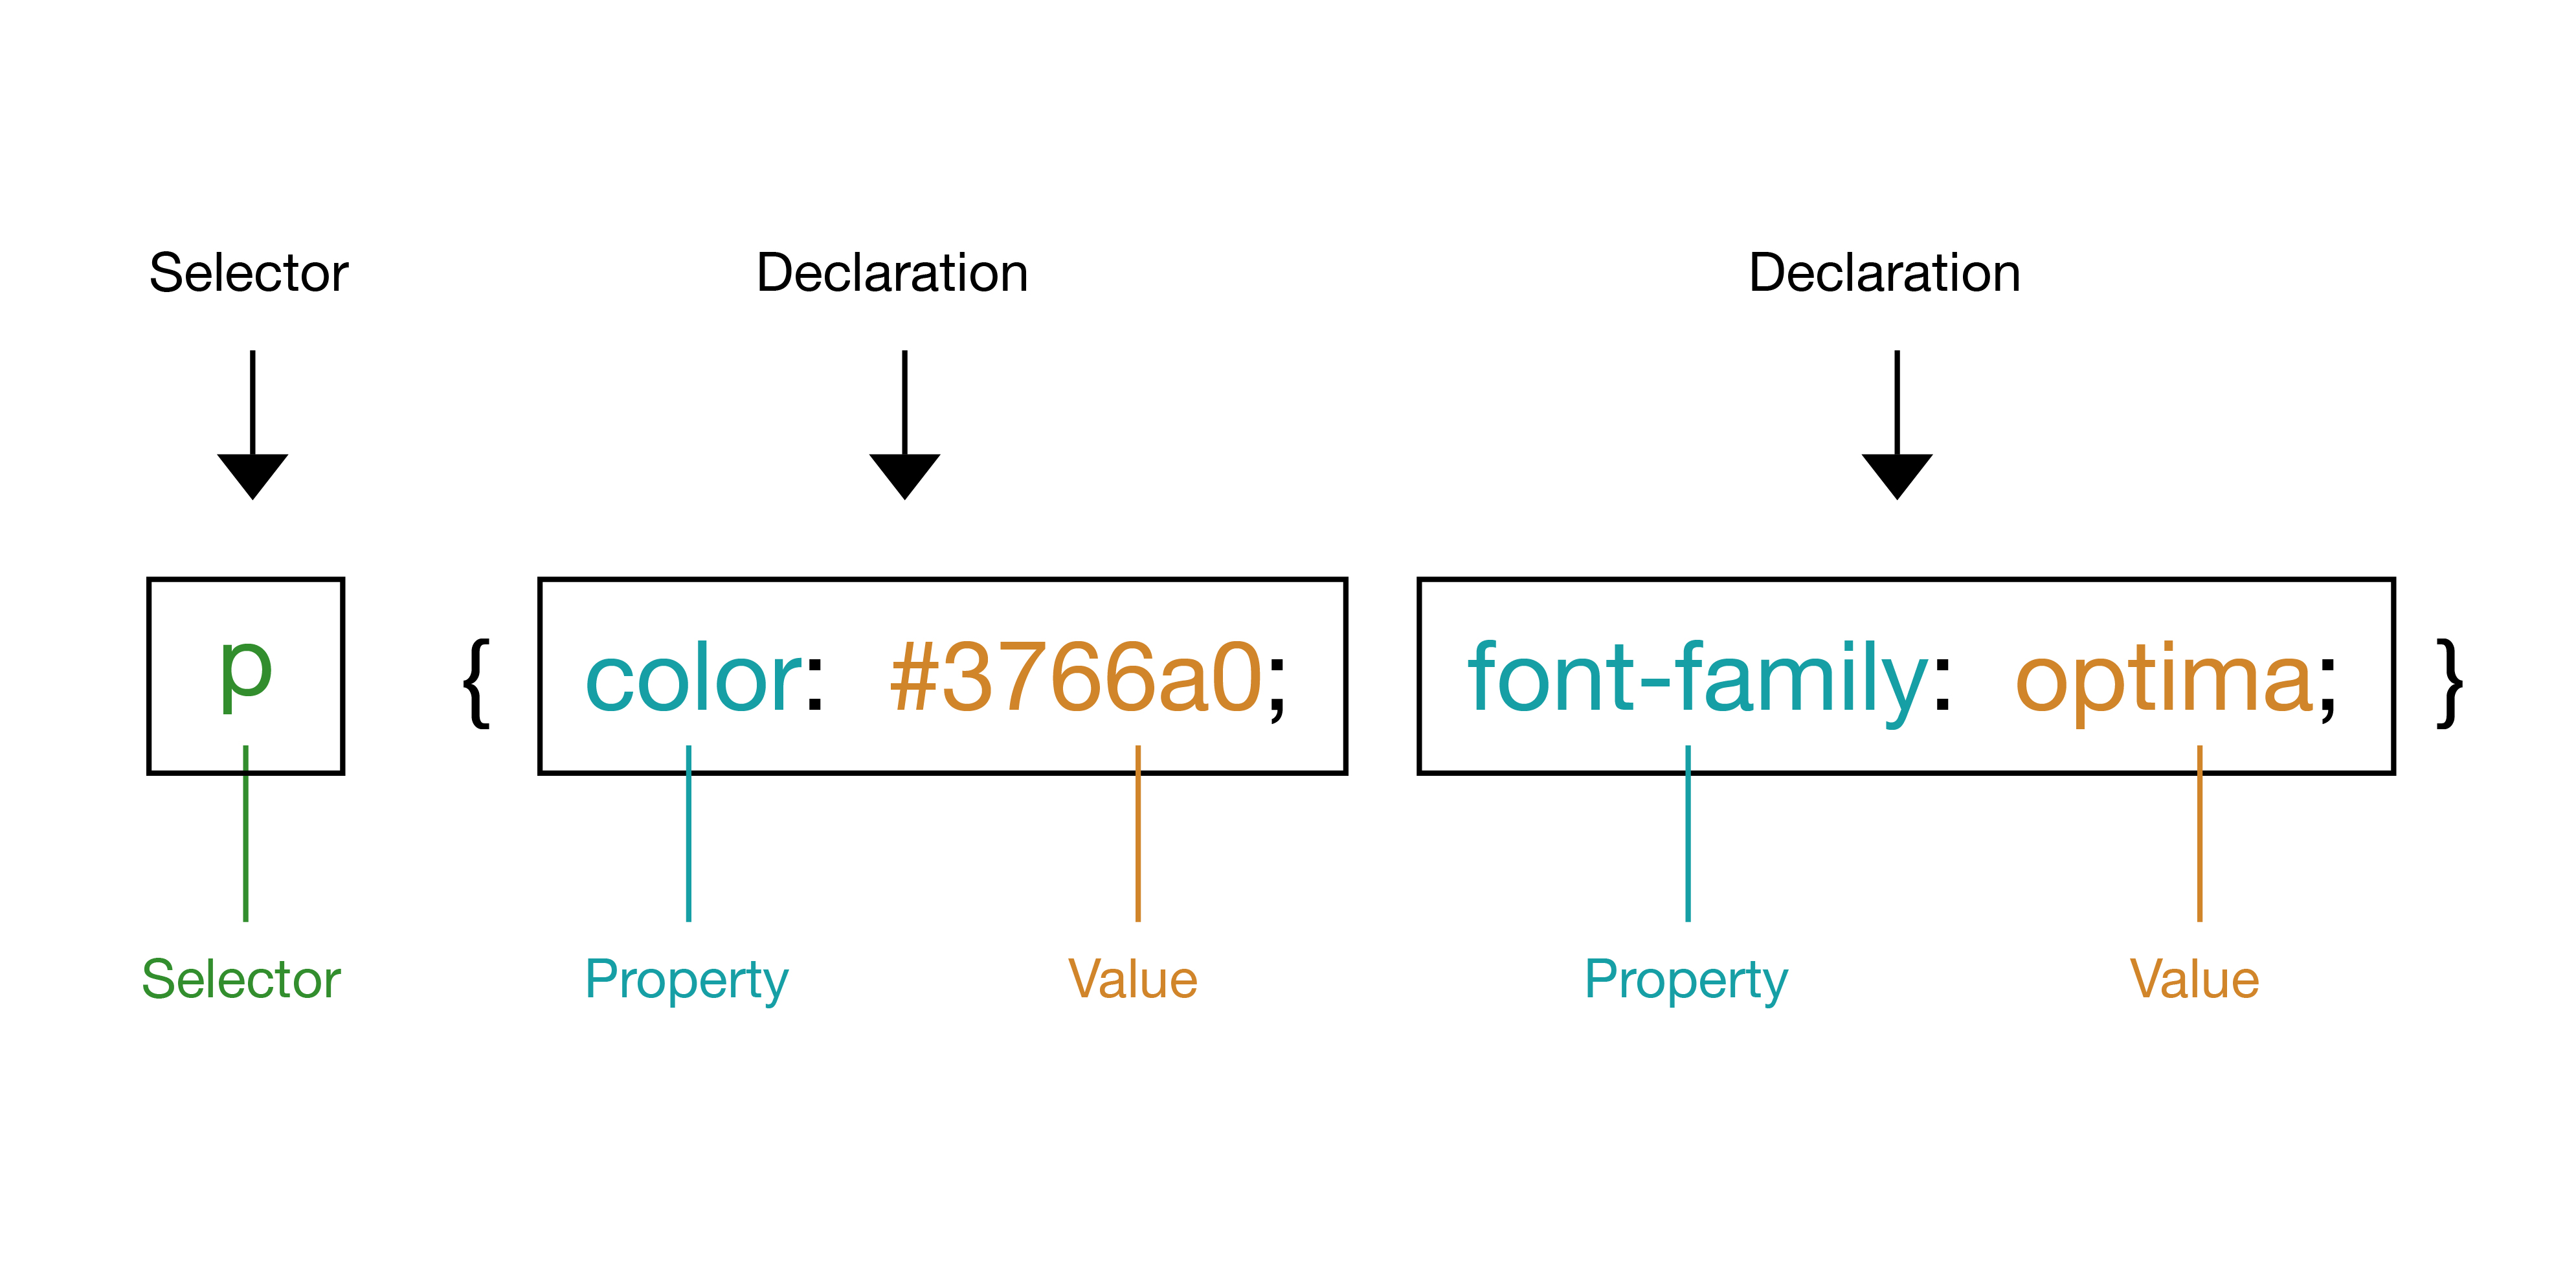 Selector Declaration Declaration
p { color: #3766a0; font-family: optima; }
Selector Property Value Property Value